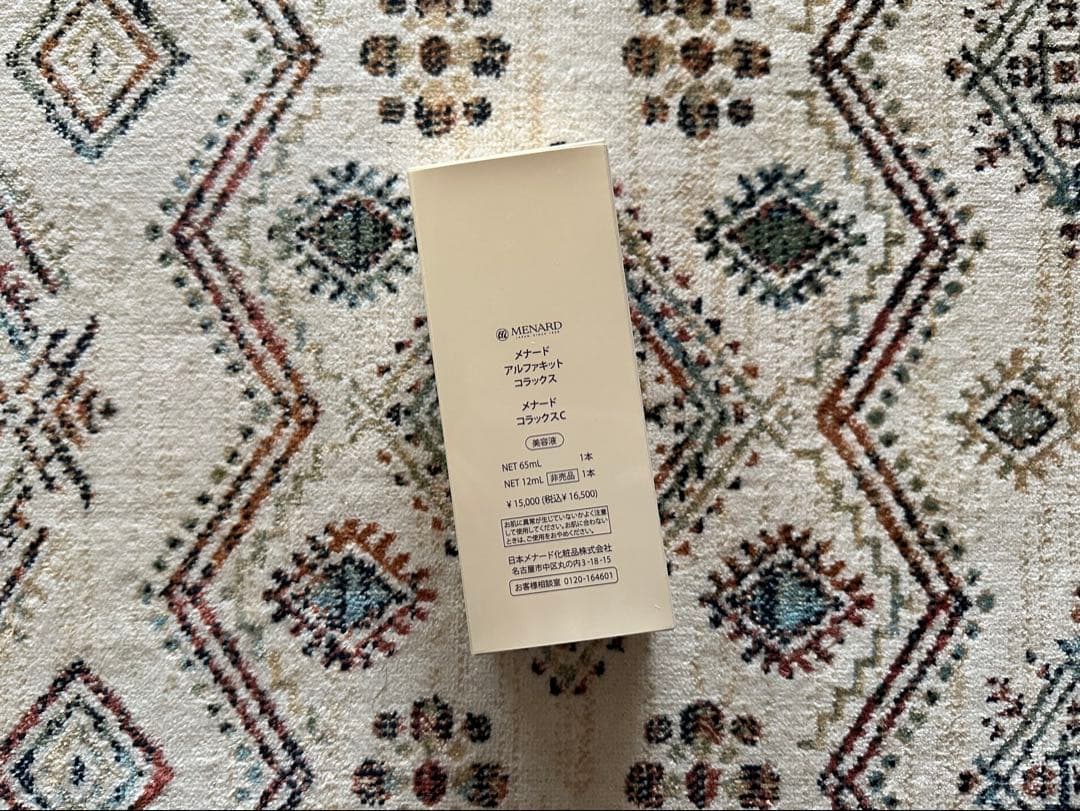 MENARD
JAPAN SINCE 1959
メナード
アルファキット
コラックス
メナード
コラックスC
美容液
NET 65mL 1本
NET 12mL 非売品 1本
¥15,000(税込¥16,500)
お肌に異常が生じていないかよく注意
して使用してください。お肌に合わない
ときは、ご使用をおやめください。
日本メナード化粧品株式会社
名古屋市中区丸の内3-18-15
お客様相談室 0120-164601